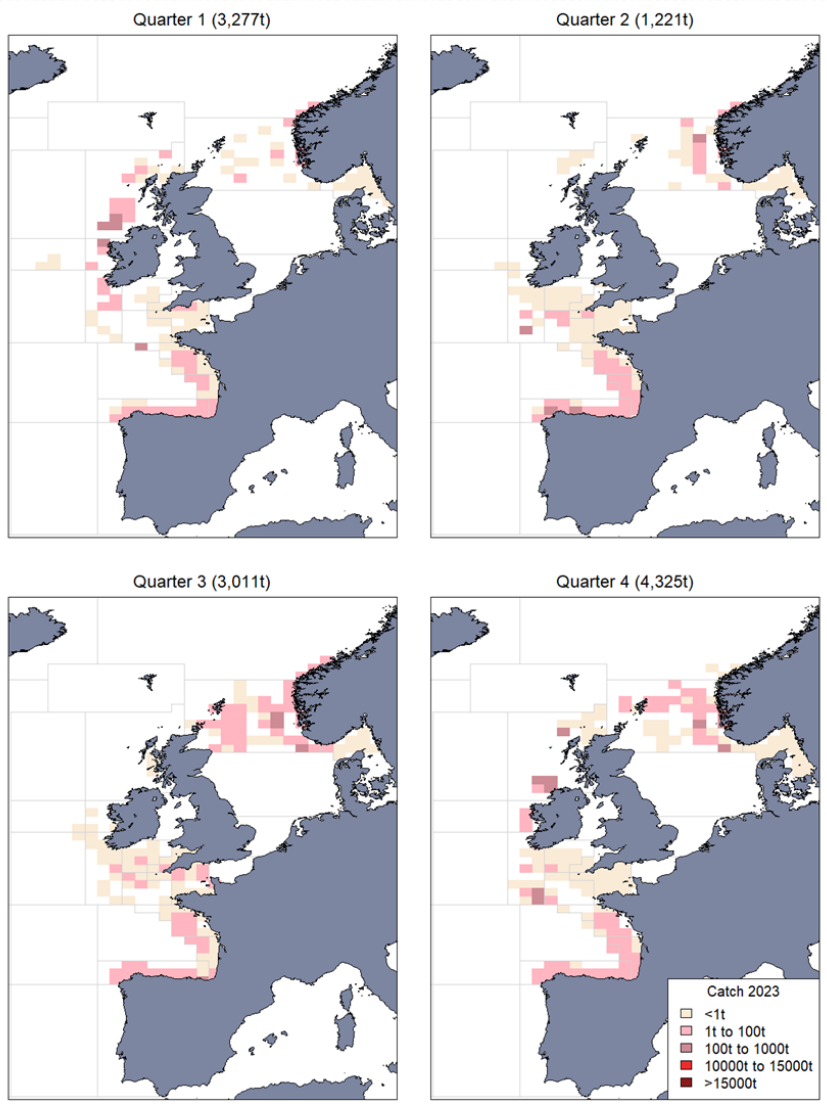 Quarter 1 (3,277t)
Quarter 2 (1,221t)
Quarter 3 (3,011t)
Quarter 4 (4,325t)
Catch 2023
<1t
1t to 100t
100t to 1000t
10000t to 15000t
>15000t